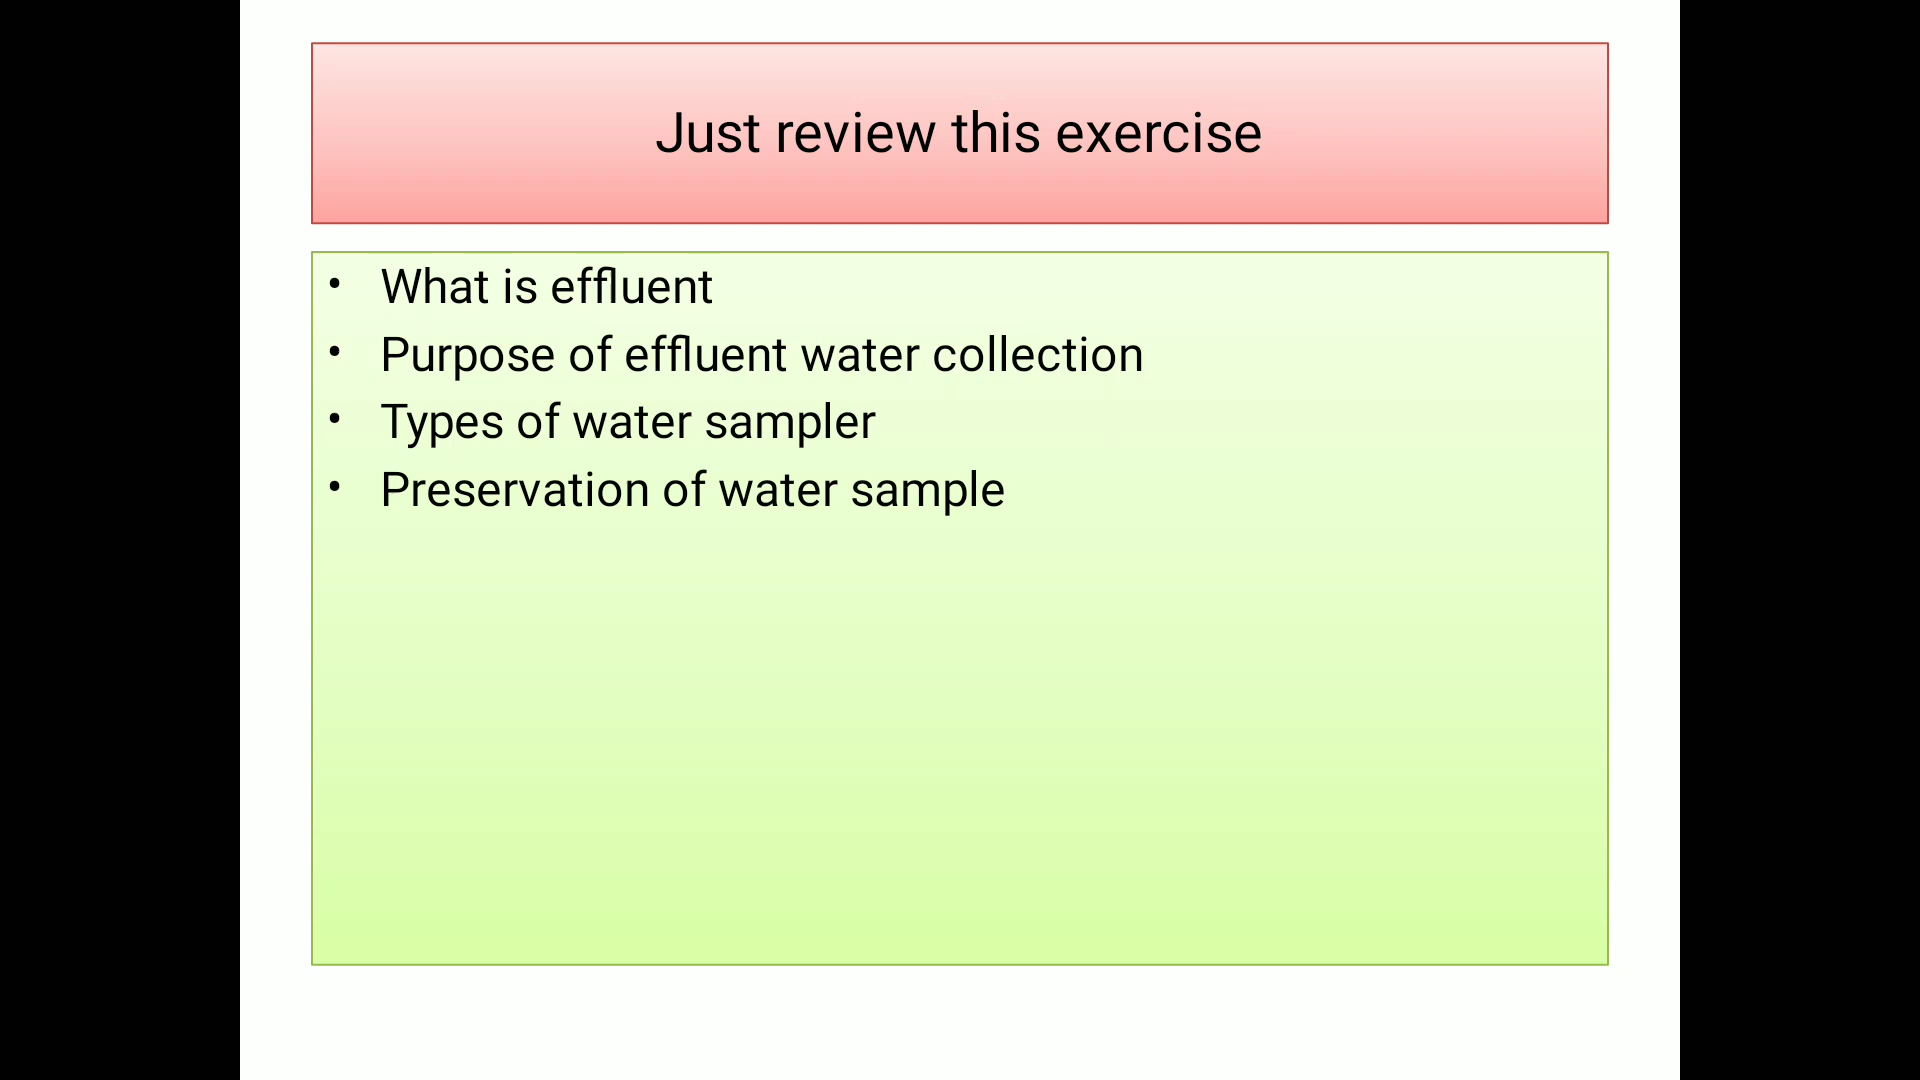 Just review this exercise
• What is effluent
• Purpose of effluent water collection
• Types of water sampler
• Preservation of water sample